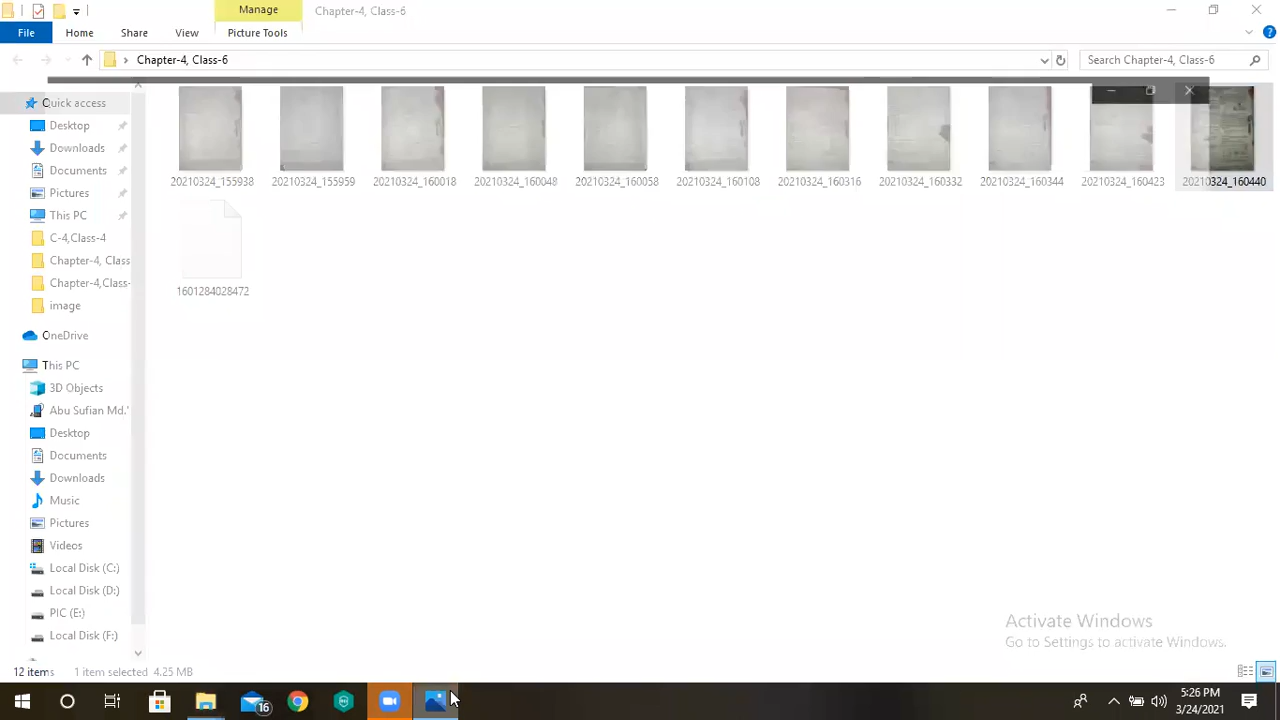 Manage
Chapter-4, Class-6
File
Home
Share
View
Picture Tools
Chapter-4, Class-6
Search Chapter-4, Class-6
Quick access
Desktop
Downloads
Documents
Pictures
This PC
C-4,Class-4
Chapter-4, Class
Chapter-4,Class-
image
OneDrive
This PC
3D Objects
Abu Sufian Md.'
Desktop
Documents
Downloads
Music
Pictures
Videos
Local Disk (C:)
Local Disk (D:)
PIC (E:)
Local Disk (F:)
20210324_155938
20210324_155959
20210324_160018
20210324_160048
20210324_160058
20210324_160108
20210324_160316
20210324_160332
20210324_160344
20210324_160423
20210324_160440
1601284028472
Activate Windows
Go to Settings to activate Windows.
12 items
1 item selected 4.25 MB
16
5:26 PM
3/24/2021